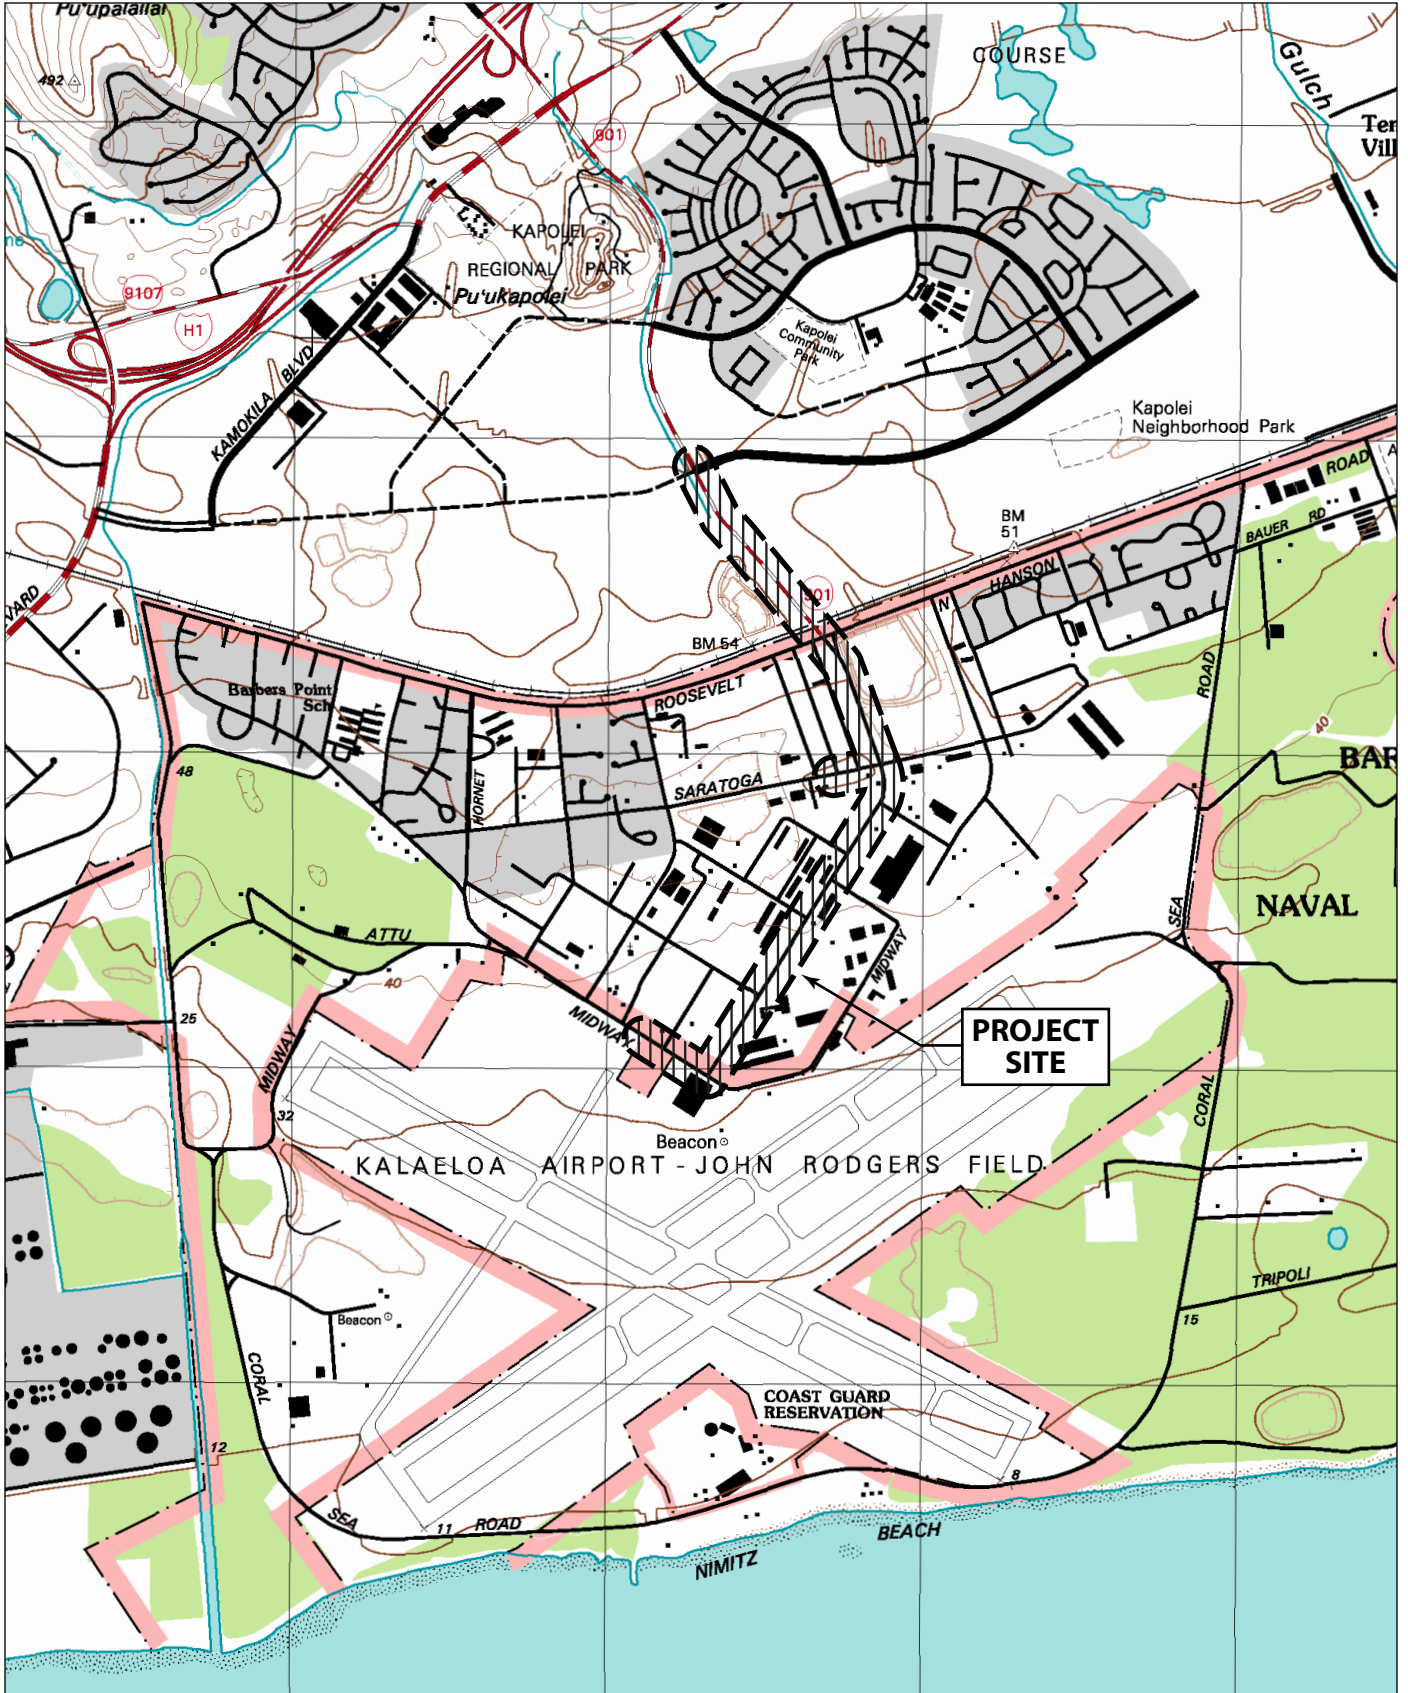 Pu'upalailai
492
COURSE
Gulch
Ter
Vill
901
KAPOLEI
REGIONAL PARK
Pu'ukapolei
9107
H1
KAMOKILA BLVD
Kapolei
Community
Park
Kapolei
Neighborhood Park
ROAD
A
BAUER RD
BM
51
HANSON
VARD
901
N
BM 54
ROOSEVELT
Barbers Point
Sch
ROAD
40
BAR
48
HORNET
SARATOGA
NAVAL
SEA
ATTU
40
MIDWAY
25
MIDWAY
MIDWAY
PROJECT
SITE
CORAL
32
Beacon
KALAELOA AIRPORT - JOHN RODGERS FIELD
TRIPOLI
15
Beacon
CORAL
COAST GUARD
RESERVATION
12
8
SEA
11
ROAD
BEACH
NIMITZ